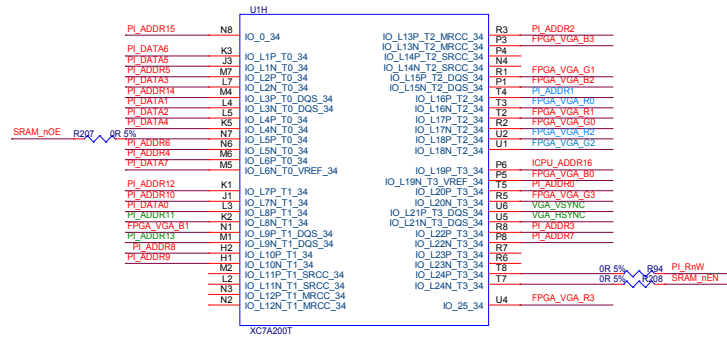 U1H
PI_ADDR15 N8 IO_0_34
PI_DATA6 K3 IO_L1P_T0_34
PI_DATA5 J3 IO_L1N_T0_34
PI_ADDR5 M7 IO_L2P_T0_34
PI_DATA3 L7 IO_L2N_T0_34
PI_ADDR14 M4 IO_L3P_T0_DQS_34
PI_DATA1 L4 IO_L3N_T0_DQS_34
PI_DATA2 L5 IO_L4P_T0_34
PI_DATA4 K5 IO_L4N_T0_34
SRAM_nOE R207 0R 5% N7 IO_L5P_T0_34
PI_ADDR6 N6 IO_L5N_T0_34
PI_ADDR4 M6 IO_L6P_T0_34
PI_DATA7 M5 IO_L6N_T0_VREF_34
PI_ADDR12 K1 IO_L7P_T1_34
PI_ADDR10 J1 IO_L7N_T1_34
PI_DATA0 L3 IO_L8P_T1_34
PI_ADDR11 K2 IO_L8N_T1_34
FPGA_VGA_B1 N1 IO_L9P_T1_DQS_34
PI_ADDR13 M1 IO_L9N_T1_DQS_34
PI_ADDR8 H2 IO_L10P_T1_34
PI_ADDR9 H1 IO_L10N_T1_34
M2 IO_L11P_T1_SRCC_34
L2 IO_L11N_T1_SRCC_34
N3 IO_L12P_T1_MRCC_34
N2 IO_L12N_T1_MRCC_34
IO_L13P_T2_MRCC_34 R3 PI_ADDR2
IO_L13N_T2_MRCC_34 P3 FPGA_VGA_B3
IO_L14P_T2_SRCC_34 P4
IO_L14N_T2_SRCC_34 N4
IO_L15P_T2_DQS_34 R1 FPGA_VGA_G1
IO_L15N_T2_DQS_34 P1 FPGA_VGA_B2
IO_L16P_T2_34 T4 PI_ADDR1
IO_L16N_T2_34 T3 FPGA_VGA_R0
IO_L17P_T2_34 T2 FPGA_VGA_R1
IO_L17N_T2_34 R2 FPGA_VGA_G0
IO_L18P_T2_34 U2 FPGA_VGA_R2
IO_L18N_T2_34 U1 FPGA_VGA_G2
IO_L19P_T3_34 P6 ICPU_ADDR16
IO_L19N_T3_VREF_34 P5 FPGA_VGA_B0
IO_L20P_T3_34 T5 PI_ADDR0
IO_L20N_T3_34 R5 FPGA_VGA_G3
IO_L21P_T3_DQS_34 U6 VGA_VSYNC
IO_L21N_T3_DQS_34 U5 VGA_HSYNC
IO_L22P_T3_34 R8 PI_ADDR3
IO_L22N_T3_34 P8 PI_ADDR7
IO_L23P_T3_34 R7
IO_L23N_T3_34 R6
IO_L24P_T3_34 T8 0R 5% R94 PI_RnW
IO_L24N_T3_34 T7 0R 5% R208 SRAM_nEN
IO_25_34 U4 FPGA_VGA_R3
XC7A200T